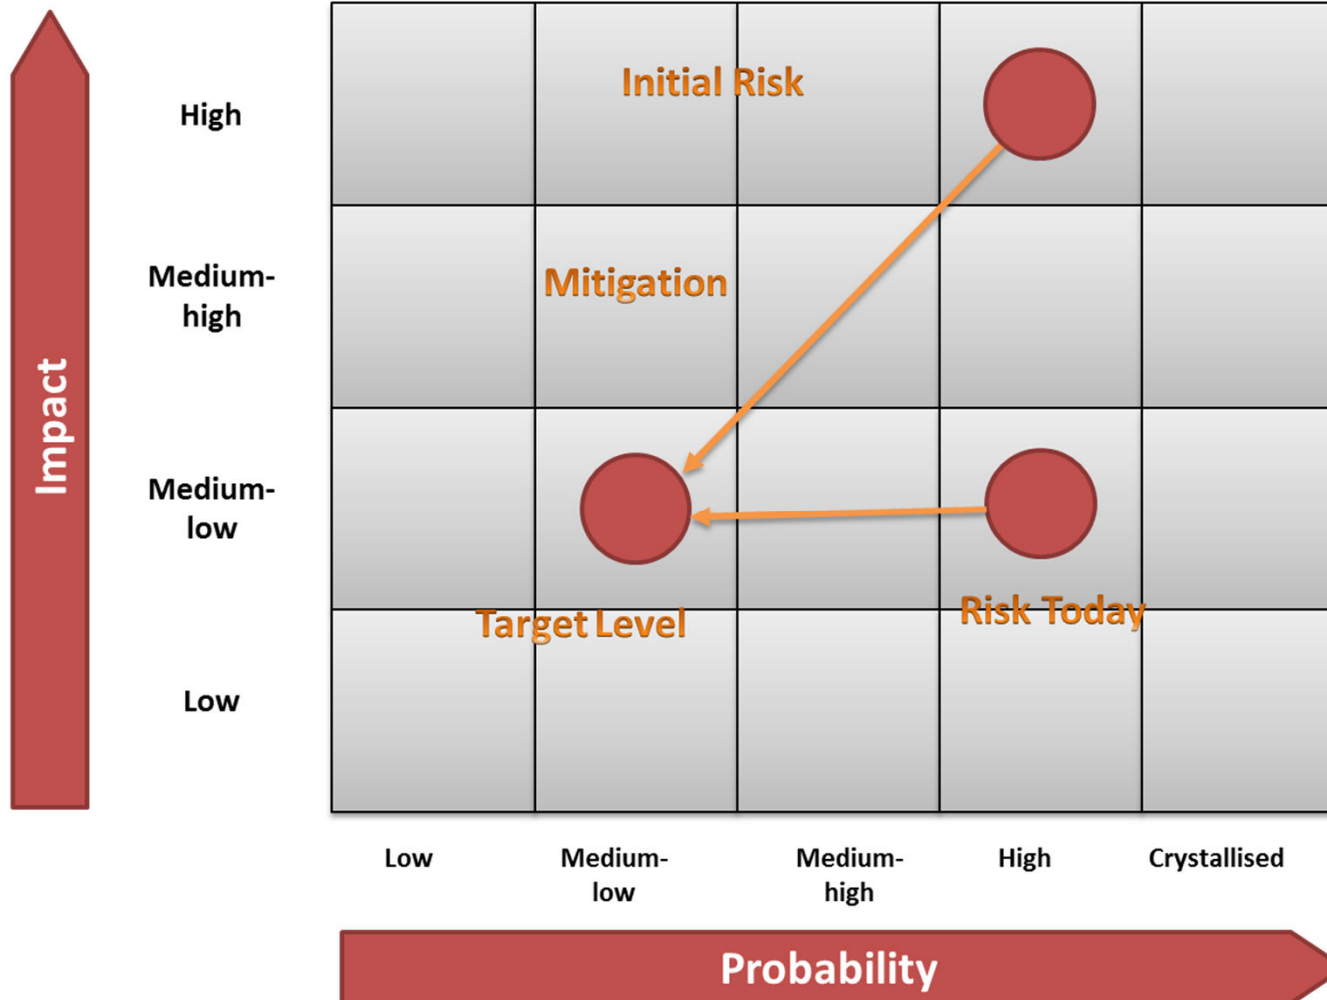 Initial Risk
High
Medium-
high
Mitigation
Impact
Medium-
low
Target Level
Risk Today
Low
Low
Medium-
low
Medium-
high
High
Crystallised
Probability